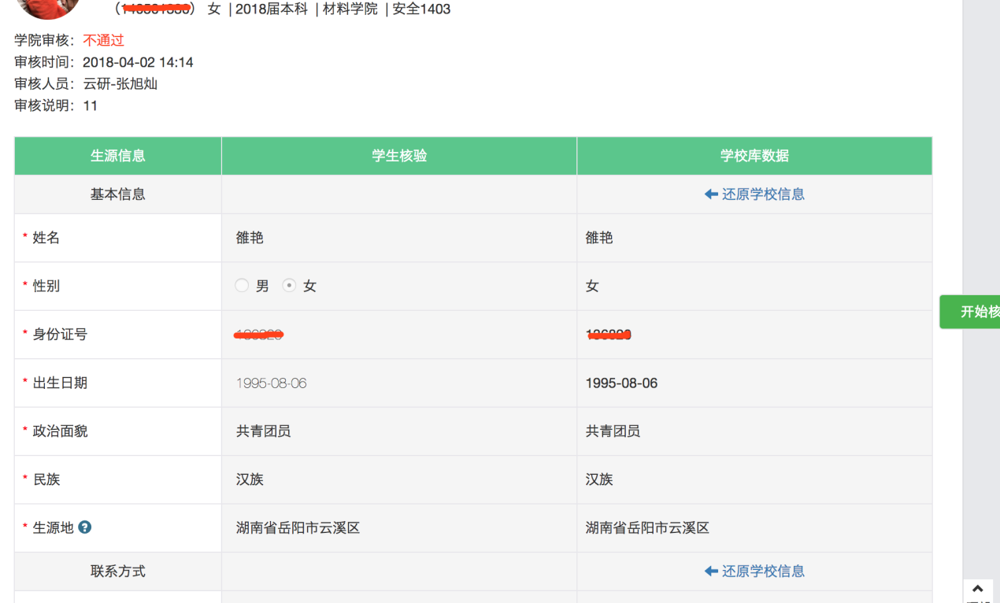 女 | 2018届本科 | 材料学院 | 安全1403
学院审核：不通过
审核时间：2018-04-02 14:14
审核人员：云研-张旭灿
审核说明：11
生源信息 学生核验 学校库数据
基本信息 还原学校信息
* 姓名 雒艳 雒艳
* 性别 男 女 女
* 身份证号
* 出生日期 1995-08-06 1995-08-06
* 政治面貌 共青团员 共青团员
* 民族 汉族 汉族
* 生源地 湖南省岳阳市云溪区 湖南省岳阳市云溪区
联系方式 还原学校信息
开始核